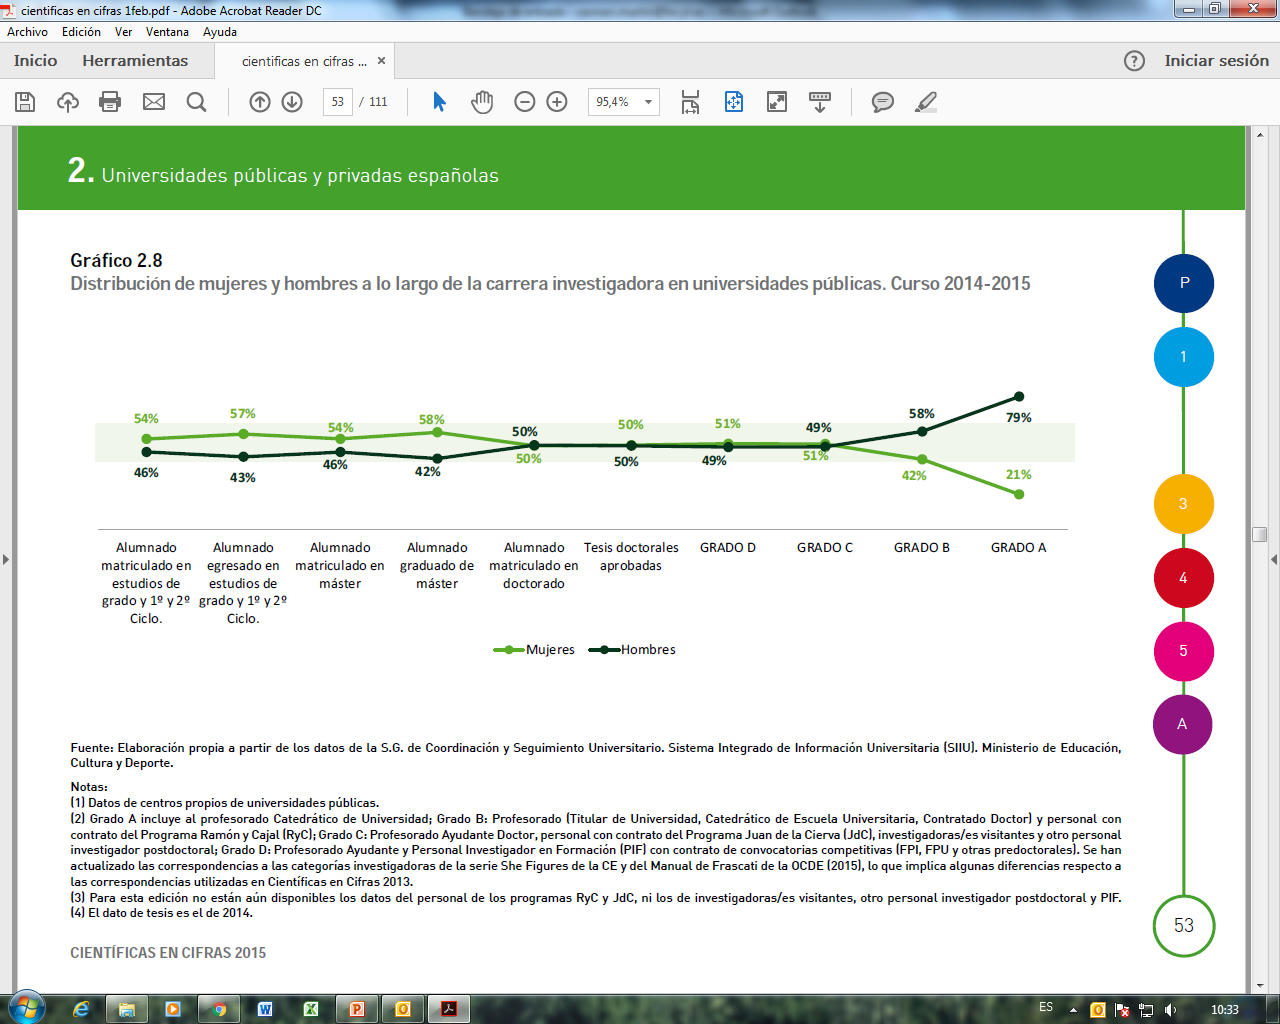 cientificas en cifras 1feb.pdf - Adobe Acrobat Reader DC
Archivo Edición Ver Ventana Ayuda
Inicio Herramientas cientificas en cifras ... × ? Iniciar sesión
53 / 111 95,4%
2. Universidades públicas y privadas españolas
Gráfico 2.8
Distribución de mujeres y hombres a lo largo de la carrera investigadora en universidades públicas. Curso 2014-2015
P
1
3
4
5
A
54% 57% 54% 58% 50% 50% 51% 49% 58% 79%
46% 43% 46% 42% 50% 50% 49% 51% 42% 21%
Alumnado Alumnado Alumnado Alumnado Alumnado Tesis doctorales GRADO D GRADO C GRADO B GRADO A
matriculado en egresado en matriculado en graduado de matriculado en aprobadas
estudios de estudios de máster máster doctorado
grado y 1º y 2º grado y 1º y 2º
Ciclo. Ciclo.
Mujeres Hombres
Fuente: Elaboración propia a partir de los datos de la S.G. de Coordinación y Seguimiento Universitario. Sistema Integrado de Información Universitaria (SIIU). Ministerio de Educación,
Cultura y Deporte.
Notas:
(1) Datos de centros propios de universidades públicas.
(2) Grado A incluye al profesorado Catedrático de Universidad; Grado B: Profesorado (Titular de Universidad, Catedrático de Escuela Universitaria, Contratado Doctor) y personal con
contrato del Programa Ramón y Cajal (RyC); Grado C: Profesorado Ayudante Doctor, personal con contrato del Programa Juan de la Cierva (JdC), investigadoras/es visitantes y otro personal
investigador postdoctoral; Grado D: Profesorado Ayudante y Personal Investigador en Formación (PIF) con contrato de convocatorias competitivas (FPI, FPU y otras predoctorales). Se han
actualizado las correspondencias a las categorías investigadoras de la serie She Figures de la CE y del Manual de Frascati de la OCDE (2015), lo que implica algunas diferencias respecto a
las correspondencias utilizadas en Científicas en Cifras 2013.
(3) Para esta edición no están aún disponibles los datos del personal de los programas RyC y JdC, ni los de investigadoras/es visitantes, otro personal investigador postdoctoral y PIF.
(4) El dato de tesis es el de 2014.
53
CIENTÍFICAS EN CIFRAS 2015
ES 10:33